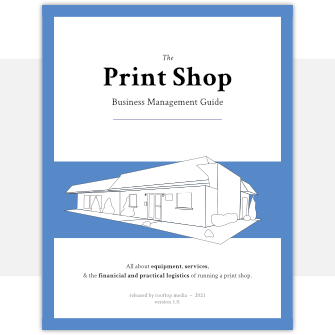 The
Print Shop
Business Management Guide
All about equipment, services,
& the finanicial and practical logistics of running a print shop.
released by rooftop media – 2021
version 1.0